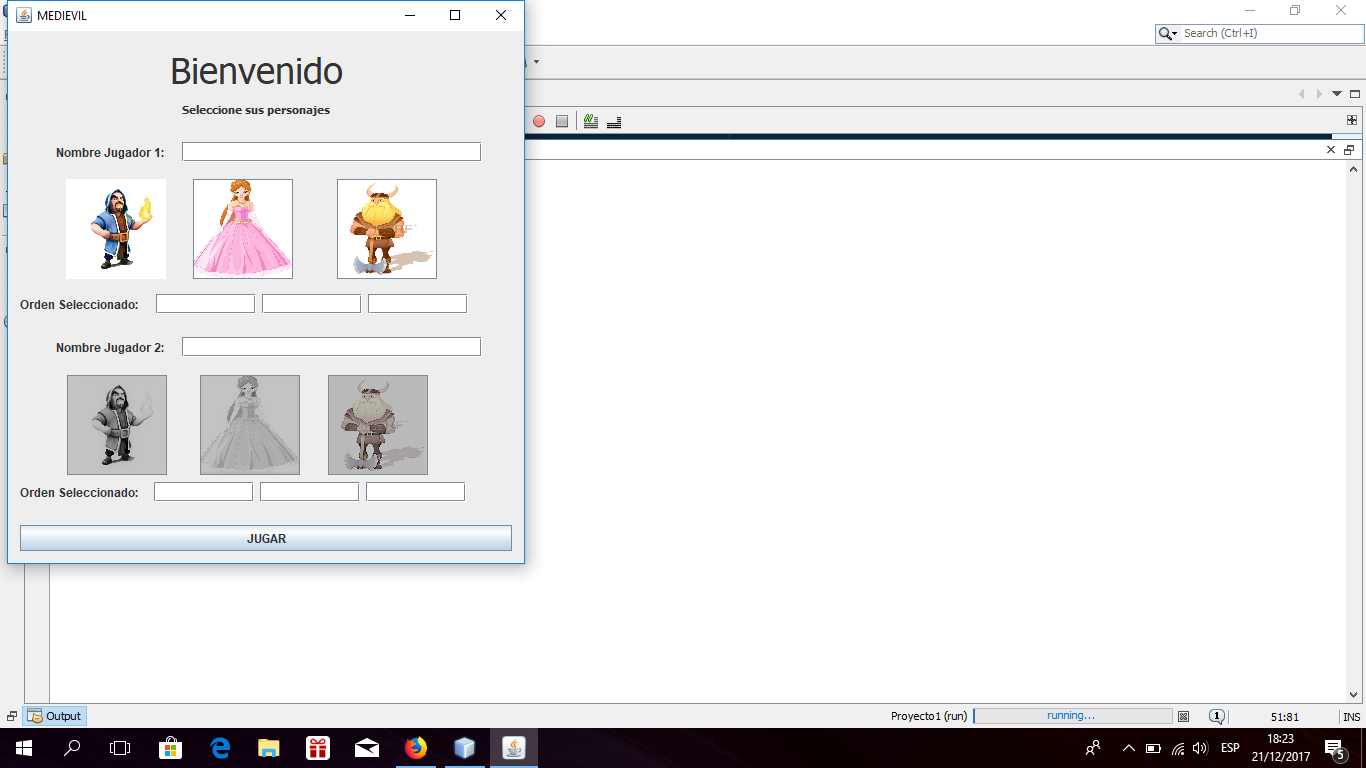 MEDIEVIL
Search (Ctrl+I)
Bienvenido
Seleccione sus personajes
Nombre Jugador 1:
Orden Seleccionado:
Nombre Jugador 2:
Orden Seleccionado:
JUGAR
Output
Proyecto1 (run)
running...
1
51:81
INS
ESP
18:23
21/12/2017
5